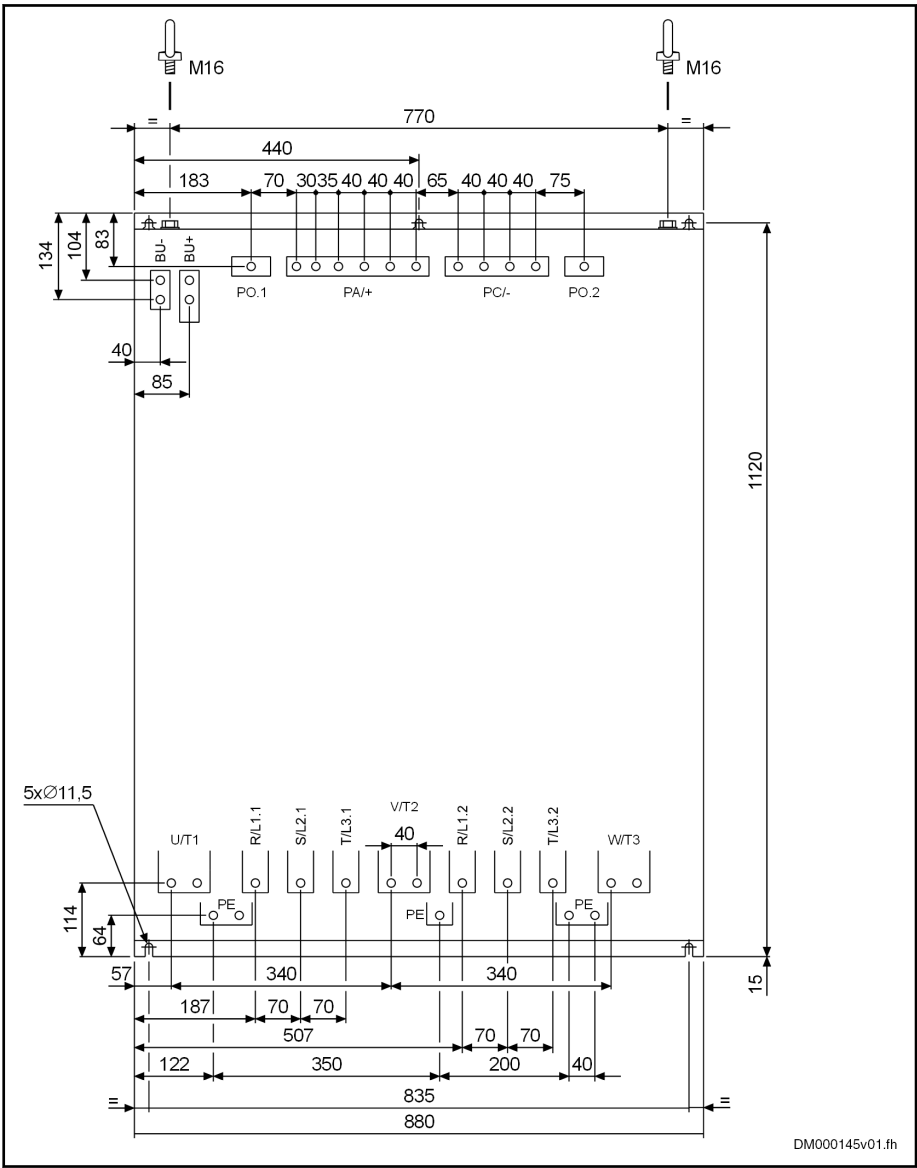 M16 M16
= 770 =
440
183 70 30 35 40 40 40 65 40 40 40 75
134 104 83 BU- BU+
PO.1 PA/+ PC/- PO.2
40
85
1120
5xØ11,5
U/T1 R/L1.1 S/L2.1 T/L3.1 V/T2 R/L1.2 S/L2.2 T/L3.2 W/T3
40
PE PE PE
114 64
57 340 340 15
187 70 70
507 70 70
122 350 200 40
= 835 =
880
DM000145v01.fh